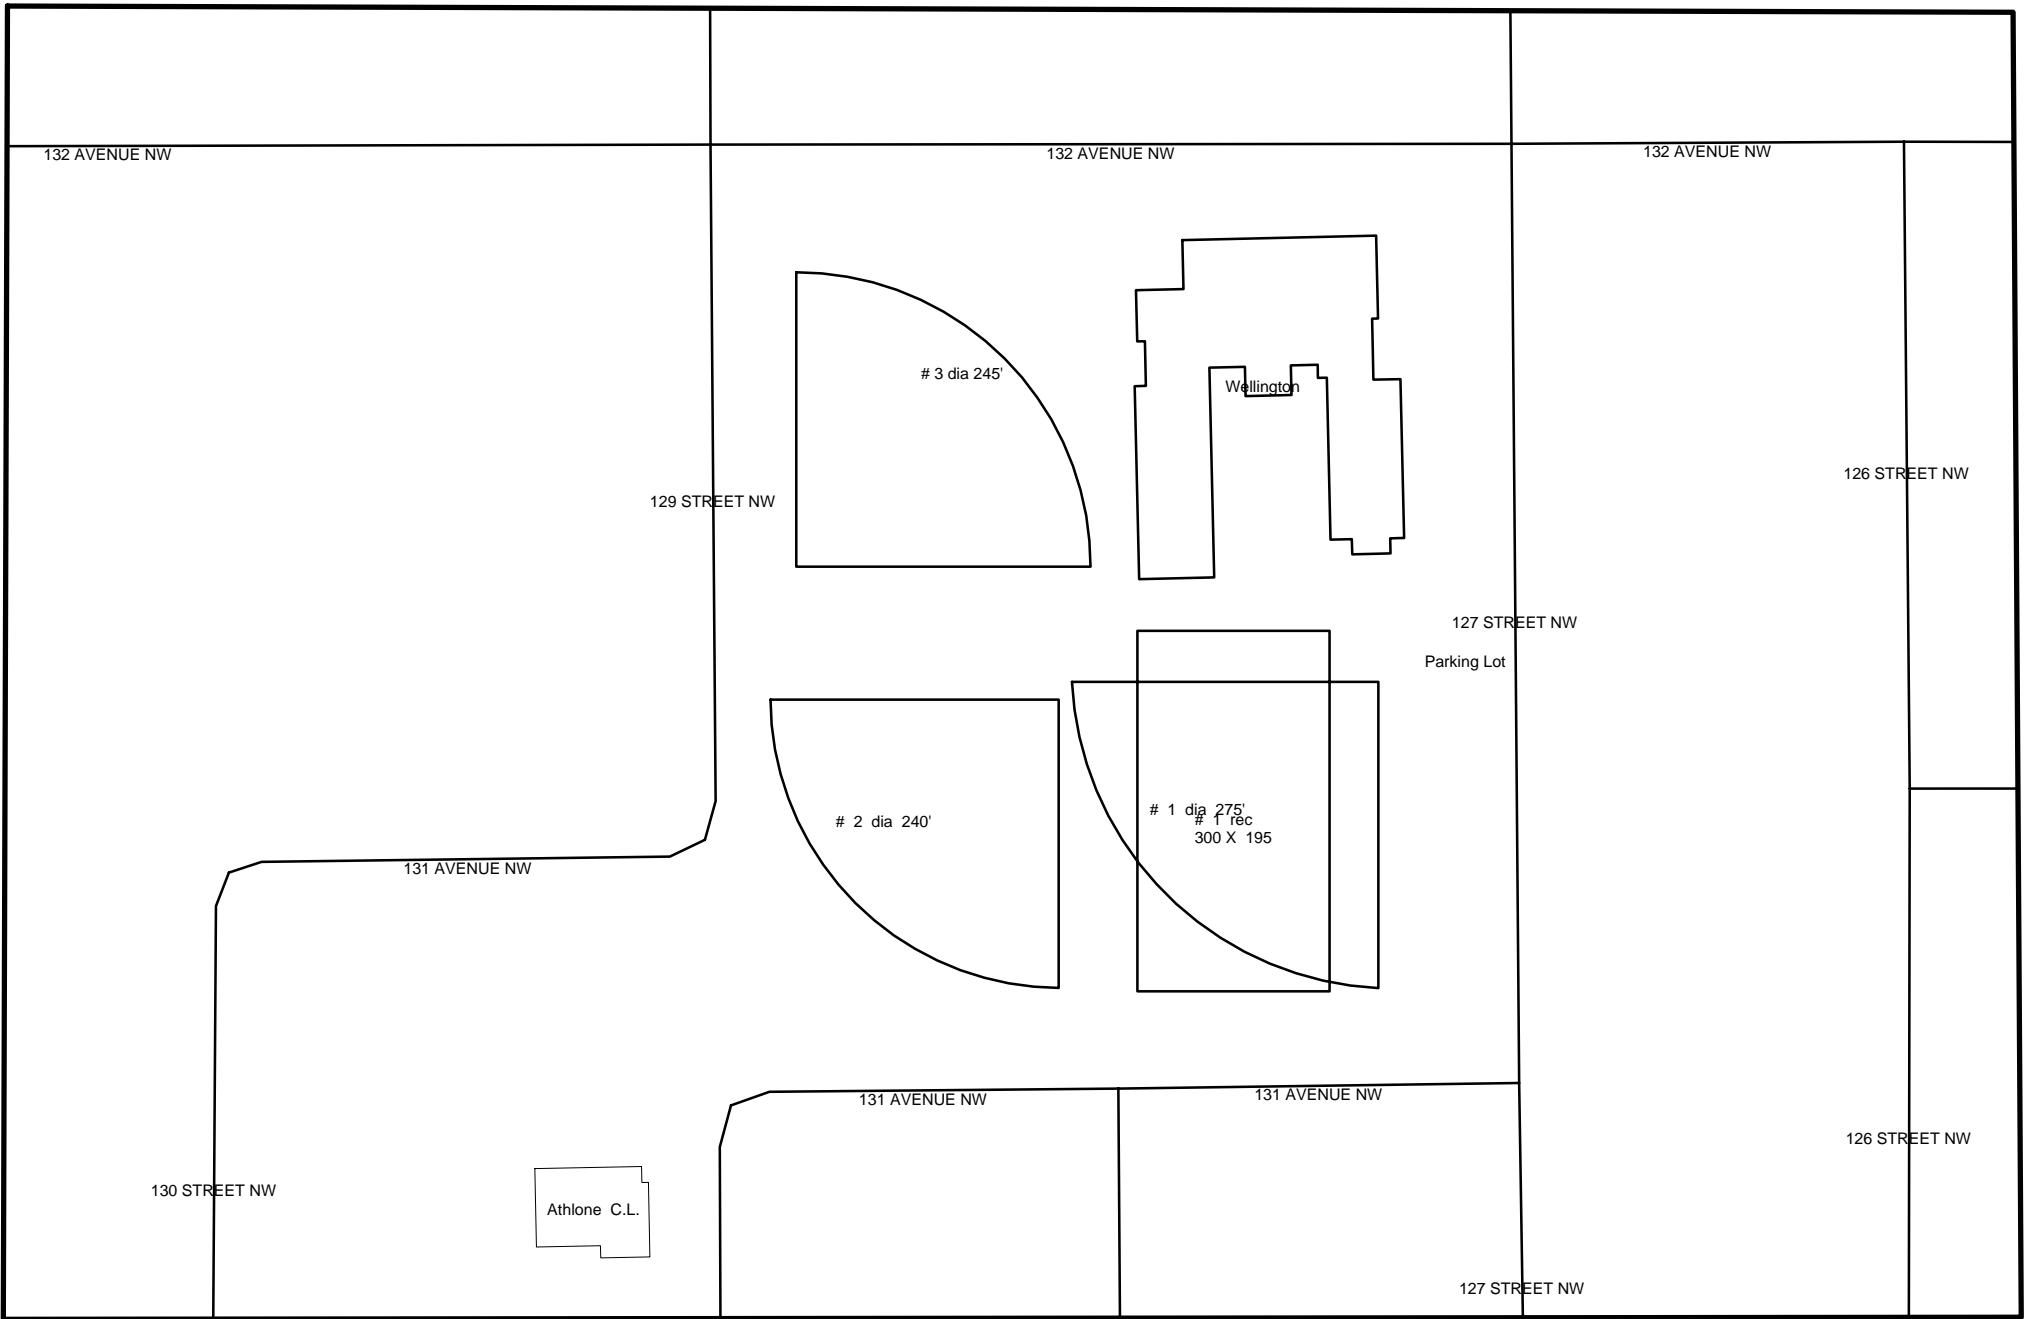 132 AVENUE NW
132 AVENUE NW
132 AVENUE NW
# 3 dia 245'
Wellington
126 STREET NW
129 STREET NW
127 STREET NW
Parking Lot
# 1 dia 275'
# 2 dia 240'
# 1 rec
300 X 195
131 AVENUE NW
131 AVENUE NW
131 AVENUE NW
126 STREET NW
130 STREET NW
Athlone C.L.
127 STREET NW